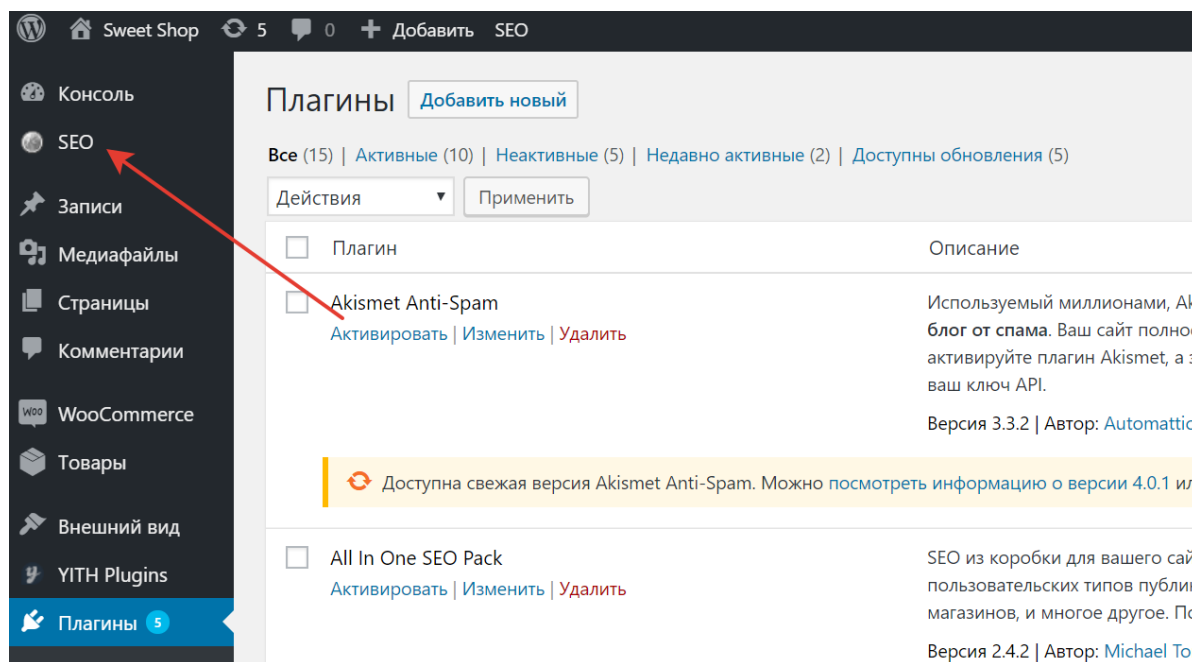 Sweet Shop 5 0 Добавить SEO
Консоль
SEO
Записи
Медиафайлы
Страницы
Комментарии
WooCommerce
Товары
Внешний вид
YITH Plugins
Плагины 5
Плагины Добавить новый
Все (15) | Активные (10) | Неактивные (5) | Недавно активные (2) | Доступны обновления (5)
Действия Применить
Плагин Описание
Akismet Anti-Spam
Активировать | Изменить | Удалить
Используемый миллионами,
блог от спама. Ваш сайт
активируйте плагин Akismet, а
ваш ключ API.
Версия 3.3.2 | Автор: Automattic
Доступна свежая версия Akismet Anti-Spam. Можно посмотреть информацию о версии 4.0.1
All In One SEO Pack
Активировать | Изменить | Удалить
SEO из коробки для вашего
пользовательских типов
магазинов, и многое другое.
Версия 2.4.2 | Автор: Michael